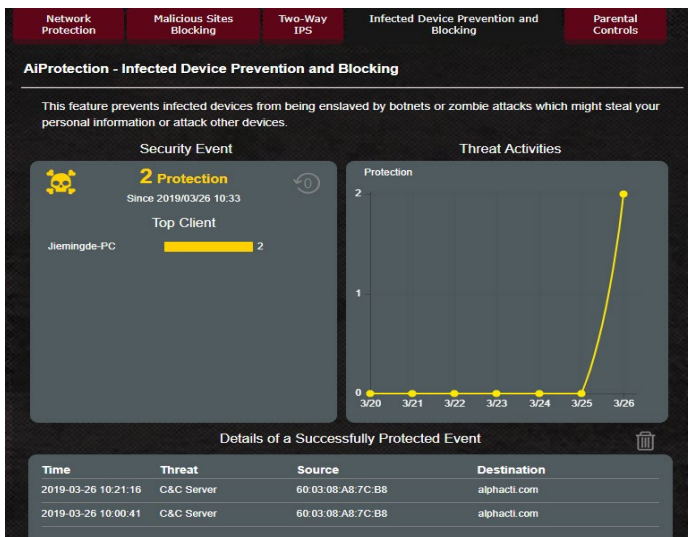 Network Protection
Malicious Sites Blocking
Two-Way IPS
Infected Device Prevention and Blocking
Parental Controls
AiProtection - Infected Device Prevention and Blocking
This feature prevents infected devices from being enslaved by botnets or zombie attacks which might steal your
personal information or attack other devices.
Security Event
2 Protection
Since 2019/03/26 10:33
0
Top Client
Jiemingde-PC 2
Threat Activities
Protection
2
1
0
3/20 3/21 3/22 3/23 3/24 3/25 3/26
Details of a Successfully Protected Event
Time Threat Source Destination
2019-03-26 10:21:16 C&C Server 60:03:08:A8:7C:B8 alphacti.com
2019-03-26 10:00:41 C&C Server 60:03:08:A8:7C:B8 alphacti.com